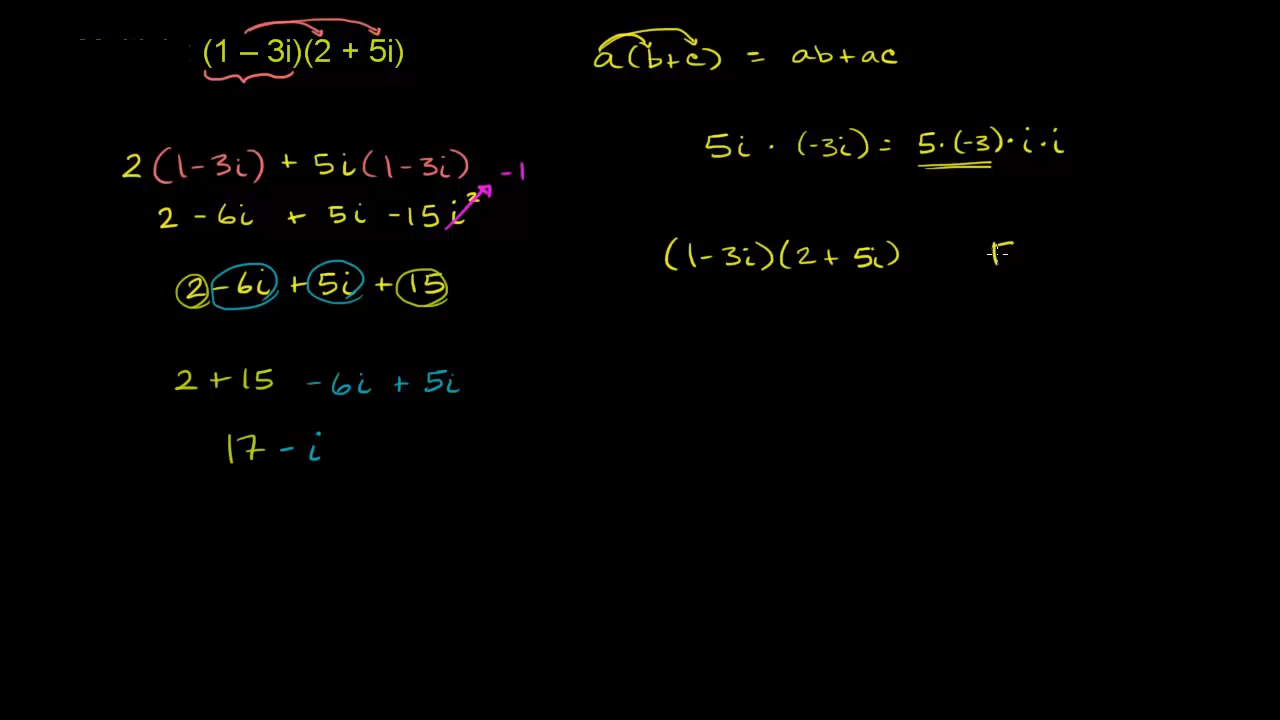 (1 – 3i)(2 + 5i)
a(b+c) = ab+ac
5i · (-3i) = 5·(-3)·i·i
2(1-3i) + 5i(1-3i)
-1
2 - 6i + 5i - 15i²
(1-3i)(2+5i) F
2 - 6i + 5i + 15
2 + 15 - 6i + 5i
17 - i